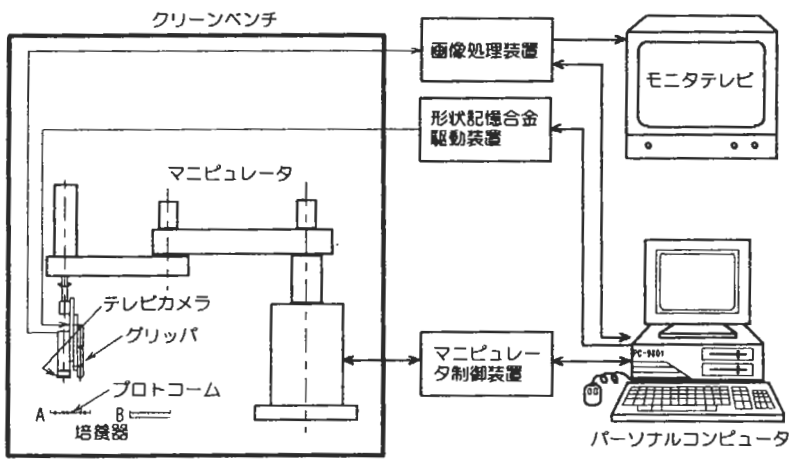 クリーンベンチ
画像処理装置
モニタテレビ
形状記憶合金
駆動装置
マニピュレータ
テレビカメラ
グリッパ
マニピュレー
タ制御装置
PC-9801
プロトコーム
A
B
培養器
パーソナルコンピュータ